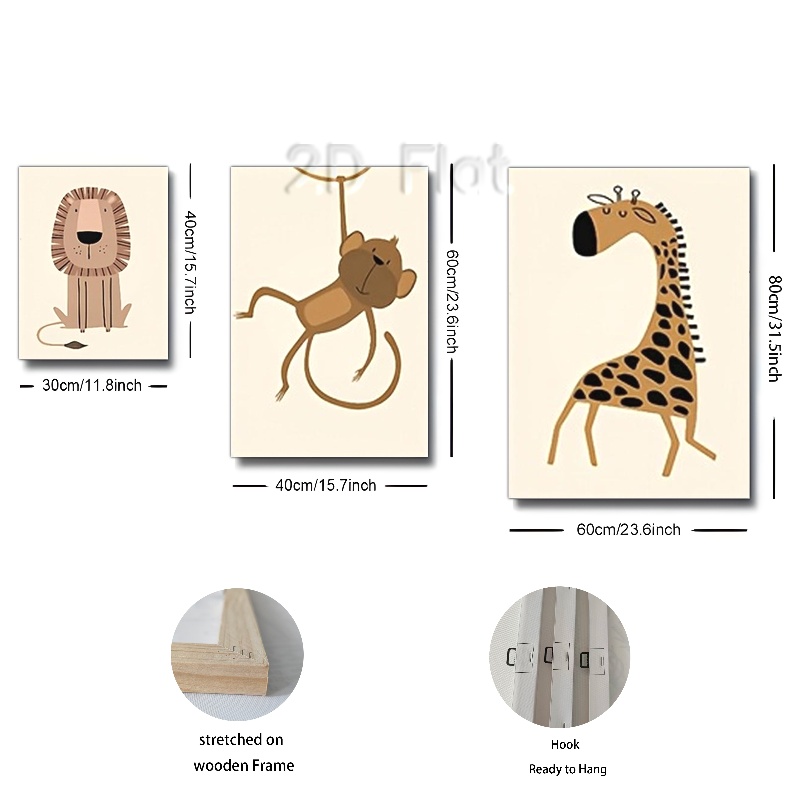 2D Flat
40cm/15.7inch
30cm/11.8inch
60cm/23.6inch
40cm/15.7inch
80cm/31.5inch
60cm/23.6inch
stretched on
wooden Frame
Hook
Ready to Hang